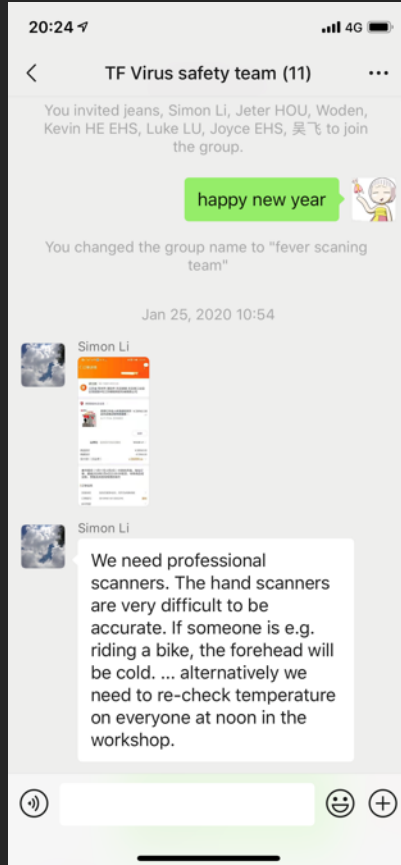 20:24
4G
TF Virus safety team (11)
You invited jeans, Simon Li, Jeter HOU, Woden,
Kevin HE EHS, Luke LU, Joyce EHS, 吴飞 to join
the group.
happy new year
You changed the group name to "fever scaning
team"
Jan 25, 2020 10:54
Simon Li
Simon Li
We need professional
scanners. The hand scanners
are very difficult to be
accurate. If someone is e.g.
riding a bike, the forehead will
be cold. ... alternatively we
need to re-check temperature
on everyone at noon in the
workshop.